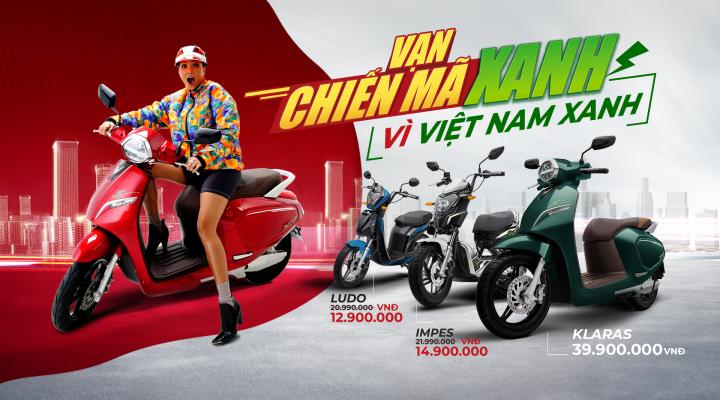 VẠN
CHIẾN MÃ XANH
VÌ VIỆT NAM XANH
LUDO
20.990.000 VNĐ
12.900.000
IMPES
21.990.000 VNĐ
14.900.000
KLARAS
39.900.000 VNĐ